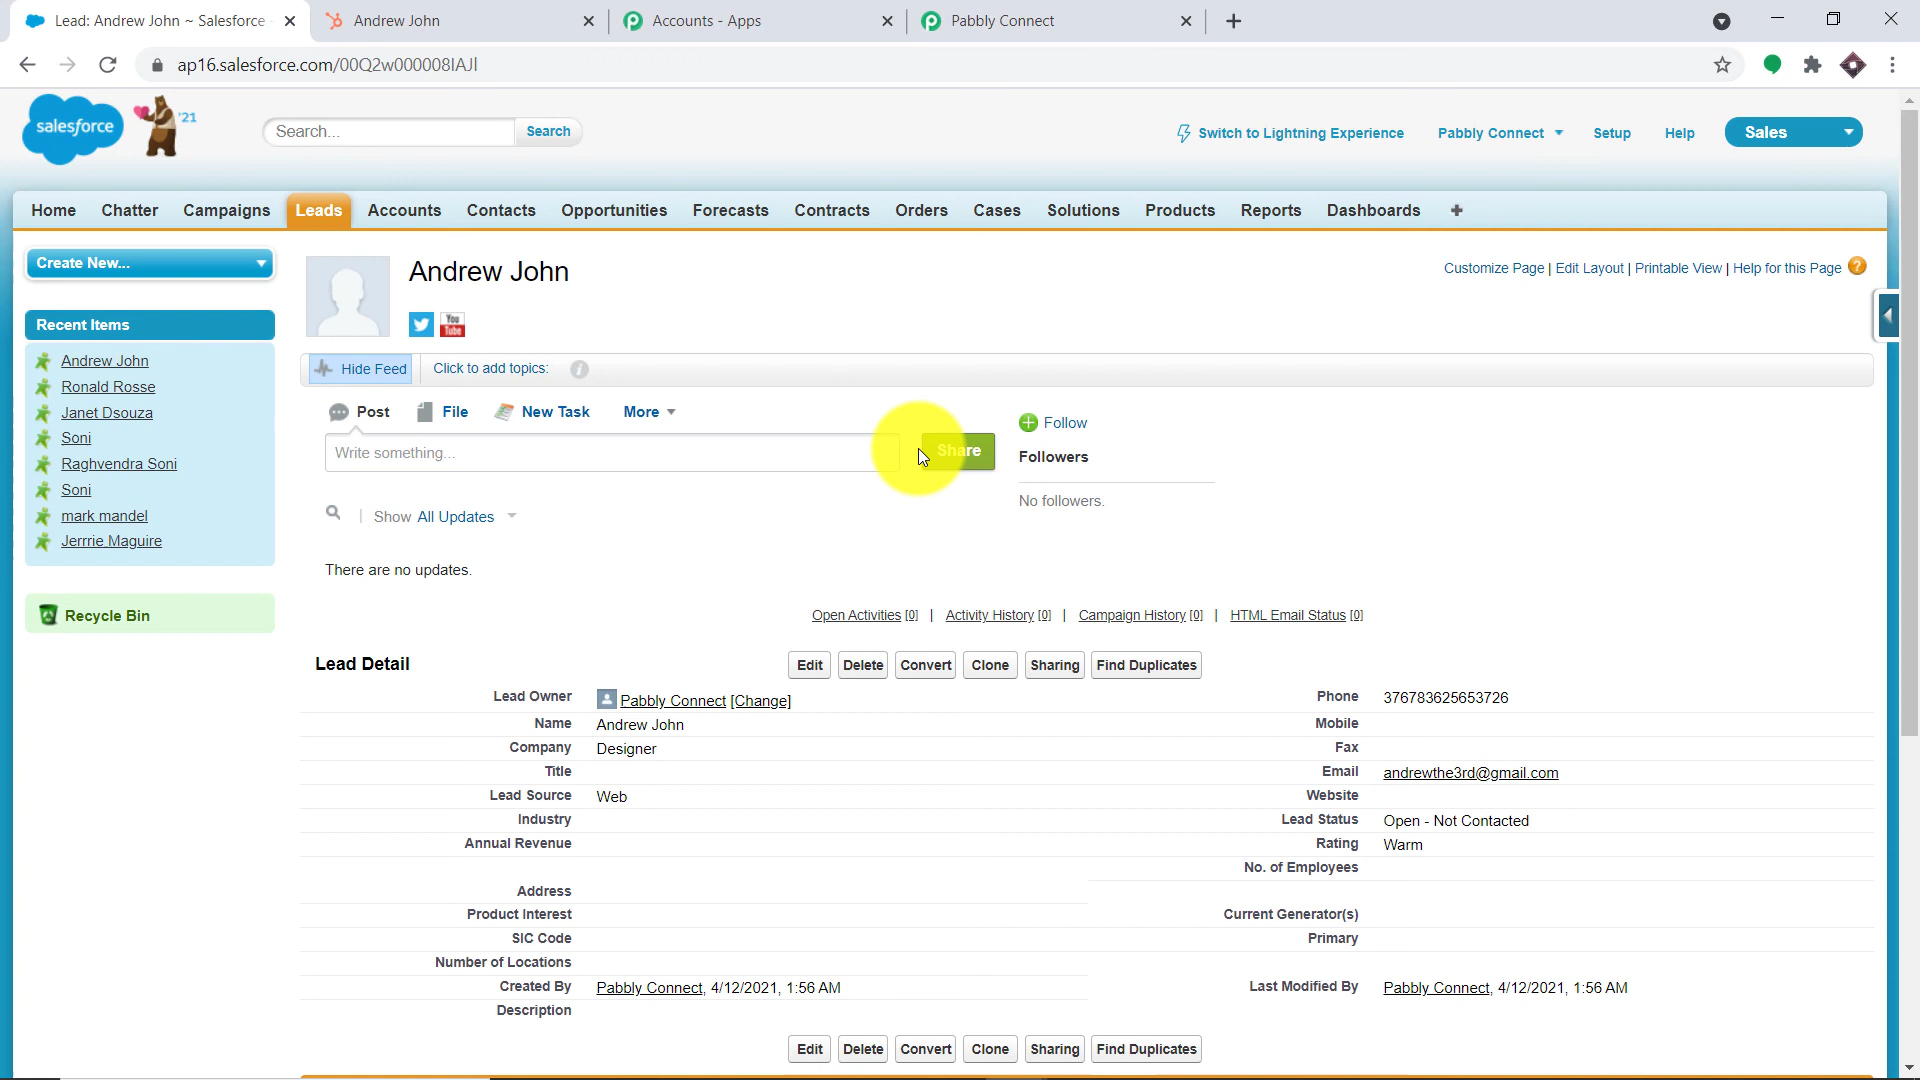 Lead: Andrew John ~ Salesforce
Andrew John
Accounts - Apps
Pabbly Connect
ap16.salesforce.com/00Q2w000008IAJl
salesforce
'21
Search...
Search
Switch to Lightning Experience
Pabbly Connect
Setup
Help
Sales
Home
Chatter
Campaigns
Leads
Accounts
Contacts
Opportunities
Forecasts
Contracts
Orders
Cases
Solutions
Products
Reports
Dashboards
Create New...
Recent Items
Andrew John
Ronald Rosse
Janet Dsouza
Soni
Raghvendra Soni
Soni
mark mandel
Jerrrie Maguire
Recycle Bin
Andrew John
Customize Page | Edit Layout | Printable View | Help for this Page
You Tube
Hide Feed
Click to add topics:
Post
File
New Task
More
Write something...
Share
Follow
Followers
No followers.
Show All Updates
There are no updates.
Open Activities [0] | Activity History [0] | Campaign History [0] | HTML Email Status [0]
Lead Detail
Edit
Delete
Convert
Clone
Sharing
Find Duplicates
Lead Owner Pabbly Connect [Change]
Phone 376783625653726
Name Andrew John
Mobile
Company Designer
Fax
Title
Email andrewthe3rd@gmail.com
Lead Source Web
Website
Industry
Lead Status Open - Not Contacted
Annual Revenue
Rating Warm
No. of Employees
Address
Product Interest
Current Generator(s)
SIC Code
Primary
Number of Locations
Created By Pabbly Connect, 4/12/2021, 1:56 AM
Last Modified By Pabbly Connect, 4/12/2021, 1:56 AM
Description
Edit
Delete
Convert
Clone
Sharing
Find Duplicates